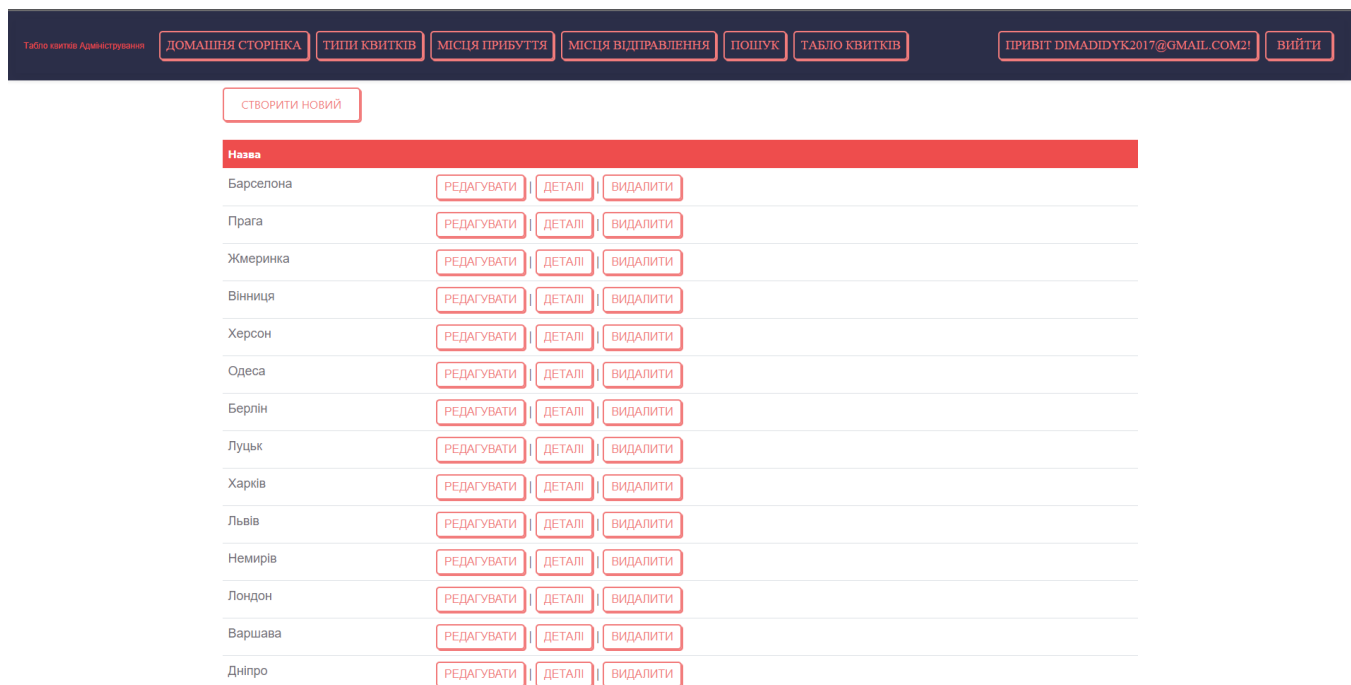 Табло квитків Адміністрування ДОМАШНЯ СТОРІНКА ТИПИ КВИТКІВ МІСЦЯ ПРИБУТТЯ МІСЦЯ ВІДПРАВЛЕННЯ ПОШУК ТАБЛО КВИТКІВ ПРИВІТ DIMADIDYK2017@GMAIL.COM2! ВИЙТИ
СТВОРИТИ НОВИЙ
Назва
Барселона РЕДАГУВАТИ | ДЕТАЛІ | ВИДАЛИТИ
Прага РЕДАГУВАТИ | ДЕТАЛІ | ВИДАЛИТИ
Жмеринка РЕДАГУВАТИ | ДЕТАЛІ | ВИДАЛИТИ
Вінниця РЕДАГУВАТИ | ДЕТАЛІ | ВИДАЛИТИ
Херсон РЕДАГУВАТИ | ДЕТАЛІ | ВИДАЛИТИ
Одеса РЕДАГУВАТИ | ДЕТАЛІ | ВИДАЛИТИ
Берлін РЕДАГУВАТИ | ДЕТАЛІ | ВИДАЛИТИ
Луцьк РЕДАГУВАТИ | ДЕТАЛІ | ВИДАЛИТИ
Харків РЕДАГУВАТИ | ДЕТАЛІ | ВИДАЛИТИ
Львів РЕДАГУВАТИ | ДЕТАЛІ | ВИДАЛИТИ
Немирів РЕДАГУВАТИ | ДЕТАЛІ | ВИДАЛИТИ
Лондон РЕДАГУВАТИ | ДЕТАЛІ | ВИДАЛИТИ
Варшава РЕДАГУВАТИ | ДЕТАЛІ | ВИДАЛИТИ
Дніпро РЕДАГУВАТИ | ДЕТАЛІ | ВИДАЛИТИ